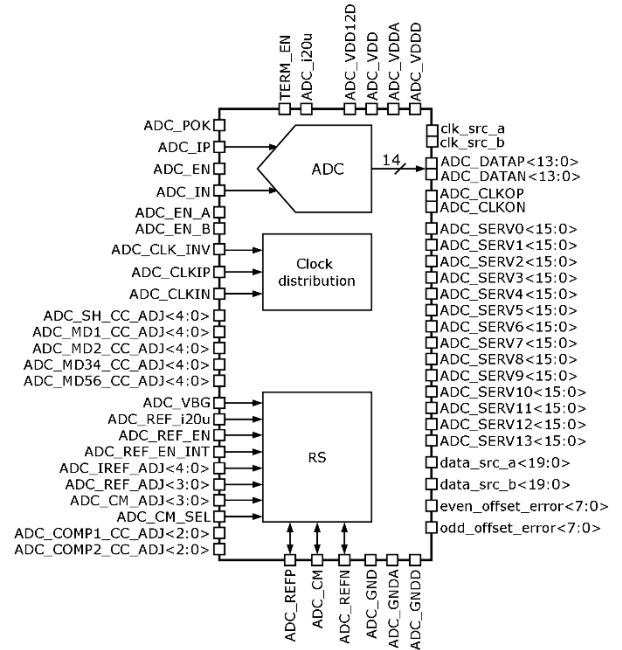 TERM_EN
ADC_i20u
ADC_VDD12D
ADC_VDD
ADC_VDDA
ADC_VDDD
ADC_POK
ADC_IP
ADC_EN
ADC_IN
ADC_EN_A
ADC_EN_B
ADC_CLK_INV
ADC_CLKIP
ADC_CLKIN
ADC_SH_CC_ADJ<4:0>
ADC_MD1_CC_ADJ<4:0>
ADC_MD2_CC_ADJ<4:0>
ADC_MD34_CC_ADJ<4:0>
ADC_MD56_CC_ADJ<4:0>
ADC_VBG
ADC_REF_i20u
ADC_REF_EN
ADC_REF_EN_INT
ADC_IREF_ADJ<4:0>
ADC_REF_ADJ<3:0>
ADC_CM_ADJ<3:0>
ADC_CM_SEL
ADC_COMP1_CC_ADJ<2:0>
ADC_COMP2_CC_ADJ<2:0>
ADC
14
Clock
distribution
RS
clk_src_a
clk_src_b
ADC_DATAP<13:0>
ADC_DATAN<13:0>
ADC_CLKOP
ADC_CLKON
ADC_SERV0<15:0>
ADC_SERV1<15:0>
ADC_SERV2<15:0>
ADC_SERV3<15:0>
ADC_SERV4<15:0>
ADC_SERV5<15:0>
ADC_SERV6<15:0>
ADC_SERV7<15:0>
ADC_SERV8<15:0>
ADC_SERV9<15:0>
ADC_SERV10<15:0>
ADC_SERV11<15:0>
ADC_SERV12<15:0>
ADC_SERV13<15:0>
data_src_a<19:0>
data_src_b<19:0>
even_offset_error<7:0>
odd_offset_error<7:0>
ADC_REFP
ADC_CM
ADC_REFN
ADC_GND
ADC_GNDA
ADC_GNDD